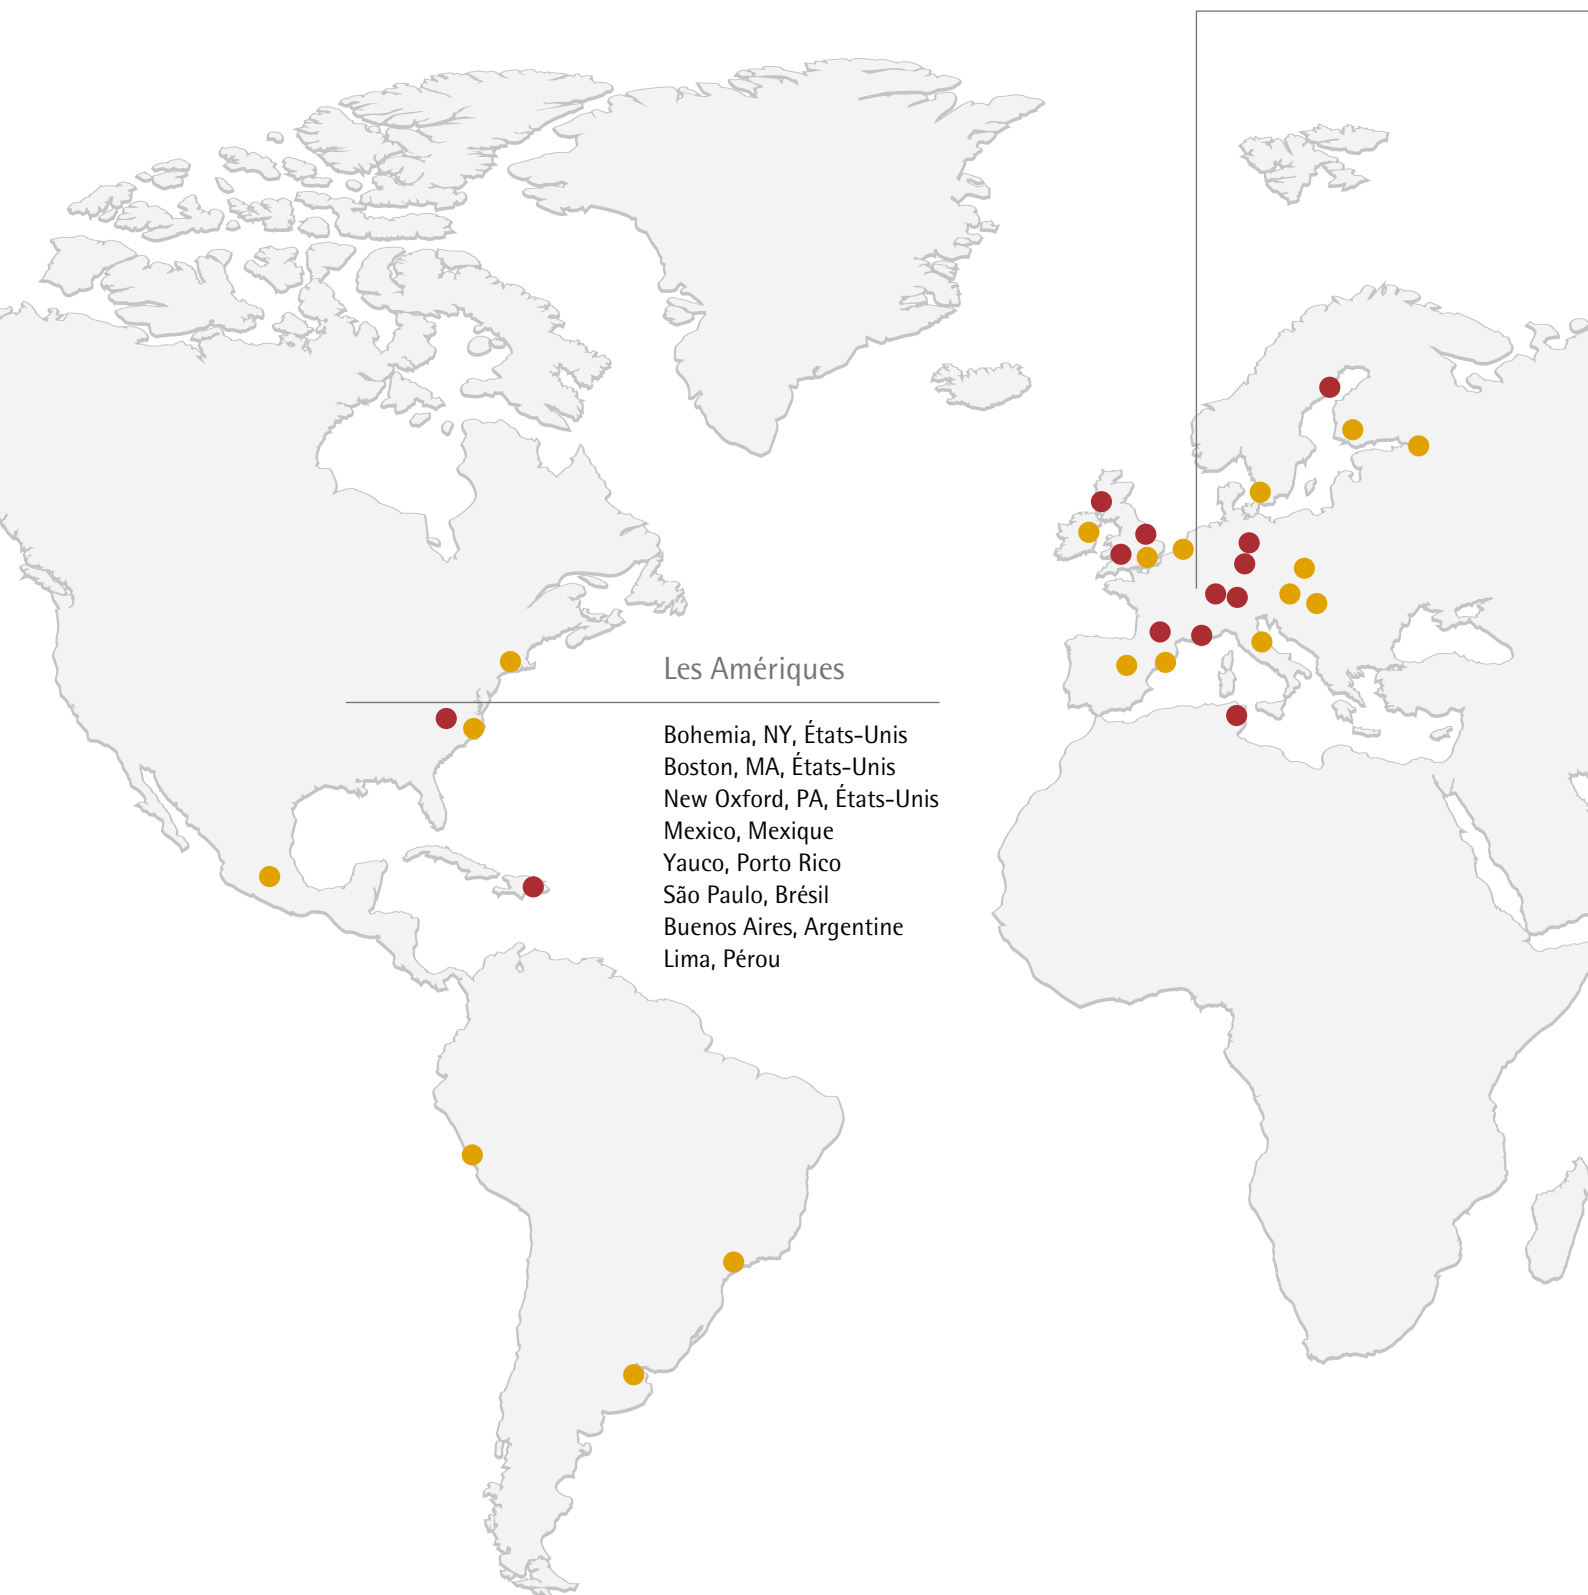 Les Amériques
Bohemia, NY, États-Unis
Boston, MA, États-Unis
New Oxford, PA, États-Unis
Mexico, Mexique
Yauco, Porto Rico
São Paulo, Brésil
Buenos Aires, Argentine
Lima, Pérou